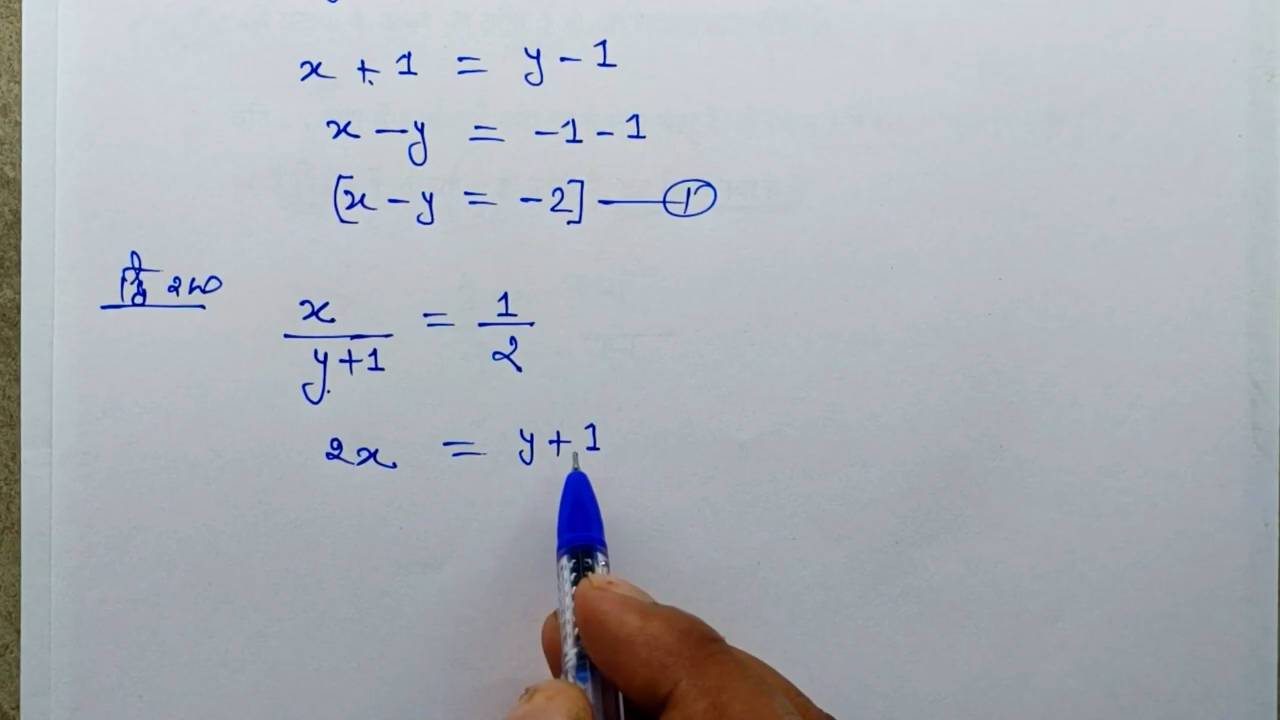 x + 1 = y - 1
x - y = -1 - 1
[x - y = -2] — ①
x/(y+1) = 1/2
2x = y + 1